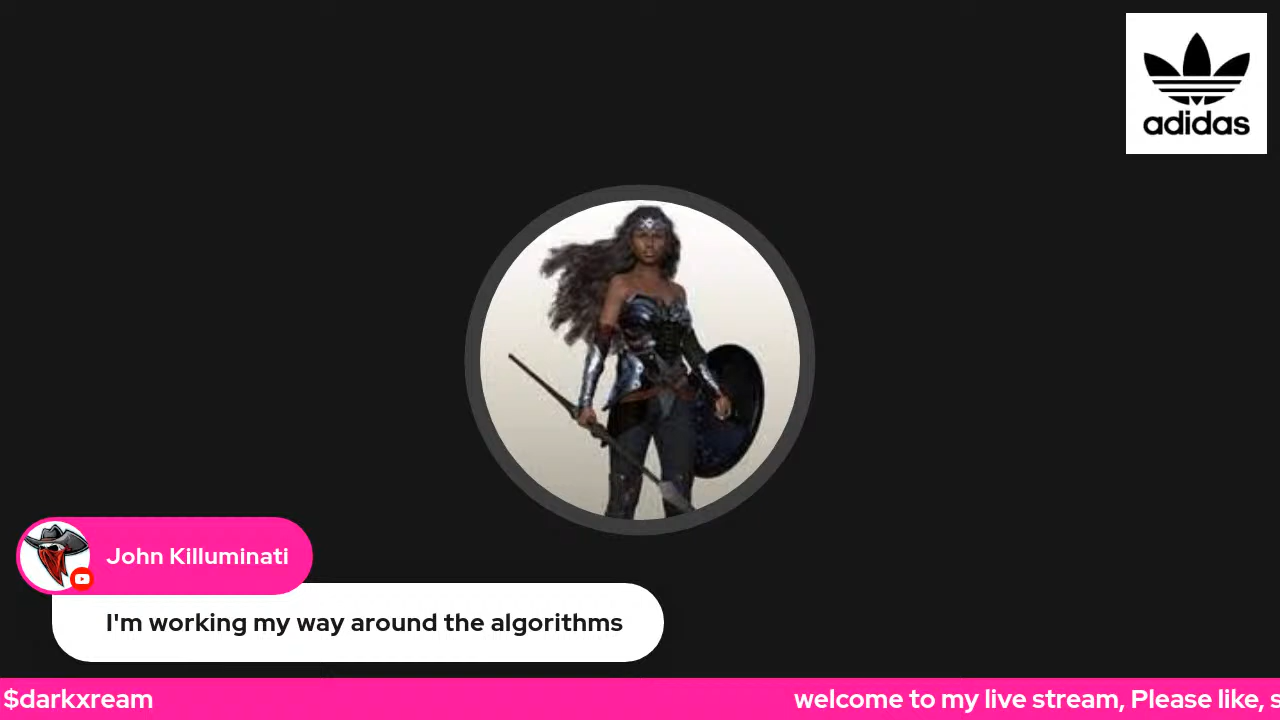 adidas
John Killuminati
I'm working my way around the algorithms
$darkxream welcome to my live stream, Please like, s